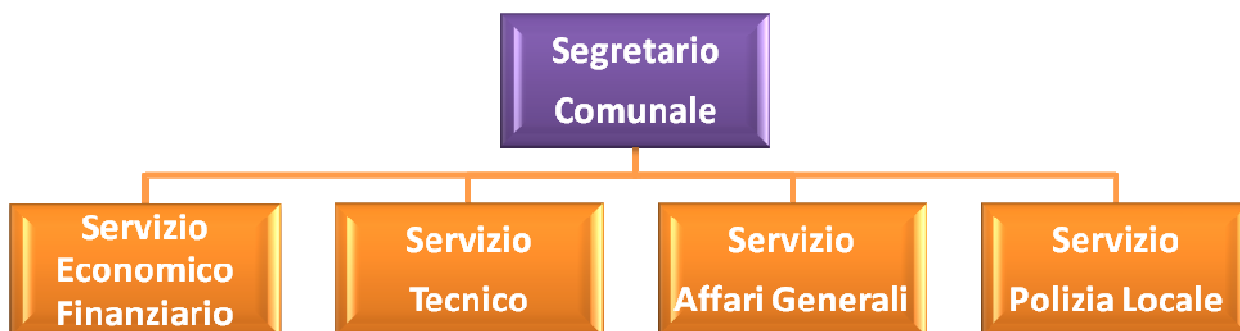 Segretario
Comunale
Servizio
Economico
Finanziario
Servizio
Tecnico
Servizio
Affari Generali
Servizio
Polizia Locale